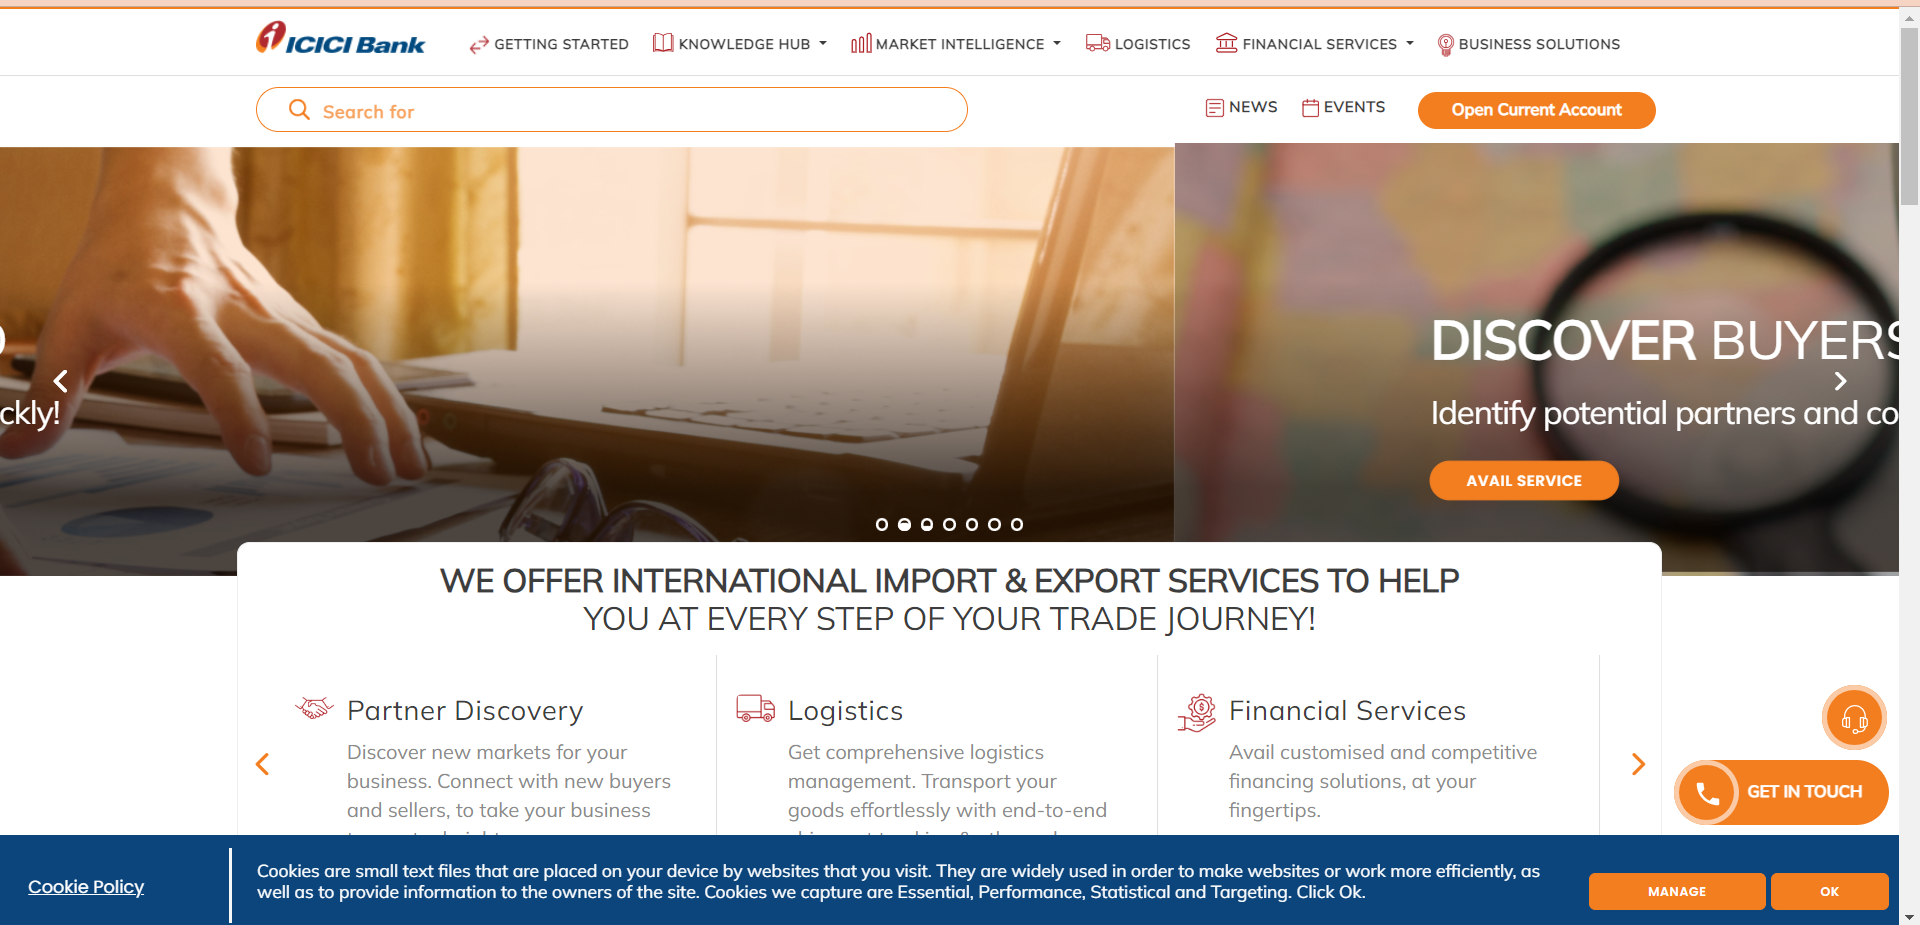 ICICI Bank
GETTING STARTED
KNOWLEDGE HUB
MARKET INTELLIGENCE
LOGISTICS
FINANCIAL SERVICES
BUSINESS SOLUTIONS
Search for
NEWS
EVENTS
Open Current Account
ckly!
DISCOVER BUYERS
Identify potential partners and co
AVAIL SERVICE
WE OFFER INTERNATIONAL IMPORT & EXPORT SERVICES TO HELP
YOU AT EVERY STEP OF YOUR TRADE JOURNEY!
Partner Discovery
Discover new markets for your
business. Connect with new buyers
and sellers, to take your business
Logistics
Get comprehensive logistics
management. Transport your
goods effortlessly with end-to-end
Financial Services
Avail customised and competitive
financing solutions, at your
fingertips.
GET IN TOUCH
Cookie Policy
Cookies are small text files that are placed on your device by websites that you visit. They are widely used in order to make websites or work more efficiently, as
well as to provide information to the owners of the site. Cookies we capture are Essential, Performance, Statistical and Targeting. Click Ok.
MANAGE
OK